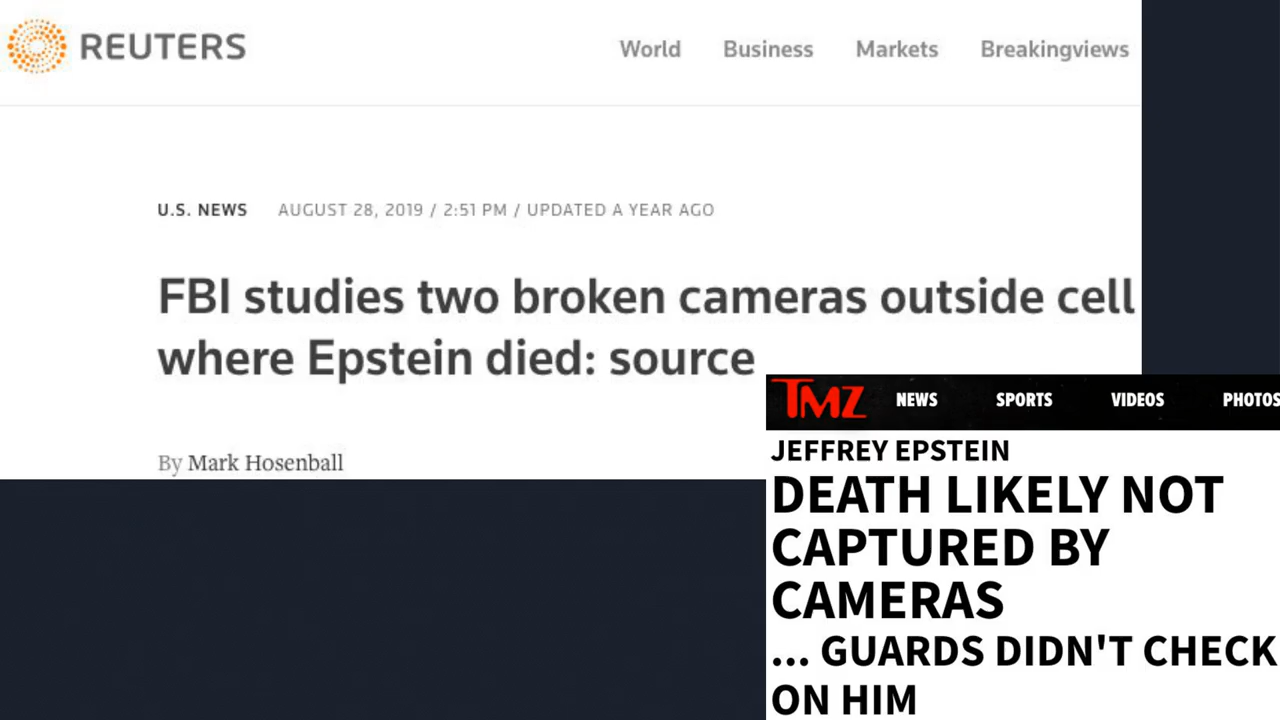 REUTERS
World Business Markets Breakingviews
U.S. NEWS AUGUST 28, 2019 / 2:51 PM / UPDATED A YEAR AGO
FBI studies two broken cameras outside cell
where Epstein died: source
By Mark Hosenball
TMZ NEWS SPORTS VIDEOS PHOTOS
JEFFREY EPSTEIN
DEATH LIKELY NOT
CAPTURED BY
CAMERAS
... GUARDS DIDN'T CHECK
ON HIM